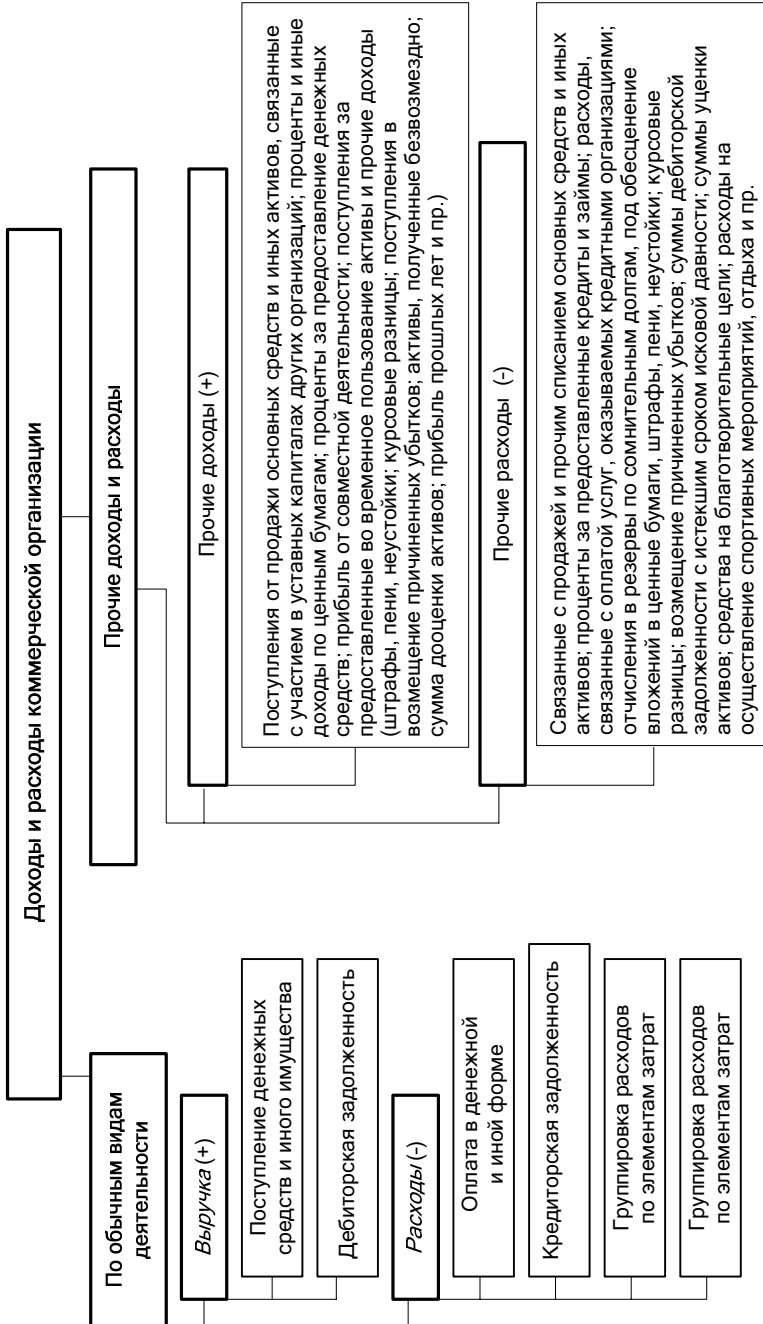 Доходы и расходы коммерческой организации
По обычным видам
деятельности
Выручка (+)
Поступление денежных
средств и иного имущества
Дебиторская задолженность
Расходы (-)
Оплата в денежной
и иной форме
Кредиторская задолженность
Группировка расходов
по элементам затрат
Группировка расходов
по элементам затрат
Прочие доходы и расходы
Прочие доходы (+)
Поступления от продажи основных средств и иных активов, связанные
с участием в уставных капиталах других организаций; проценты и иные
доходы по ценным бумагам; проценты за предоставление денежных
средств; прибыль от совместной деятельности; поступления за
предоставленные во временное пользование активы и прочие доходы
(штрафы, пени, неустойки; курсовые разницы; поступления в
возмещение причиненных убытков; активы, полученные безвозмездно;
сумма дооценки активов; прибыль прошлых лет и пр.)
Прочие расходы (-)
Связанные с продажей и прочим списанием основных средств и иных
активов; проценты за предоставленные кредиты и займы; расходы,
связанные с оплатой услуг, оказываемых кредитными организациями;
отчисления в резервы по сомнительным долгам, под обесценение
вложений в ценные бумаги, штрафы, пени, неустойки; курсовые
разницы; возмещение причиненных убытков; суммы дебиторской
задолженности с истекшим сроком исковой давности; суммы уценки
активов; средства на благотворительные цели; расходы на
осуществление спортивных мероприятий, отдыха и пр.